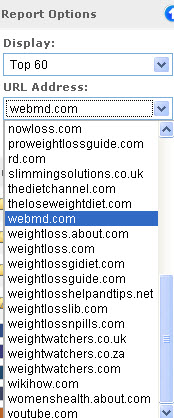 Report Options
Display:
Top 60
URL Address:
webmd.com
nowloss.com
proweightlossguide.com
rd.com
slimmingsolutions.co.uk
thedietchannel.com
theloseweightdiet.com
webmd.com
weightloss.about.com
weightloss.com
weightlossgidiet.com
weightlossguide.com
weightlosshelpandtips.net
weightlosslib.com
weightlossnpills.com
weightwatchers.co.uk
weightwatchers.co.za
weightwatchers.com
wikihow.com
womenshealth.about.com
youtube.com